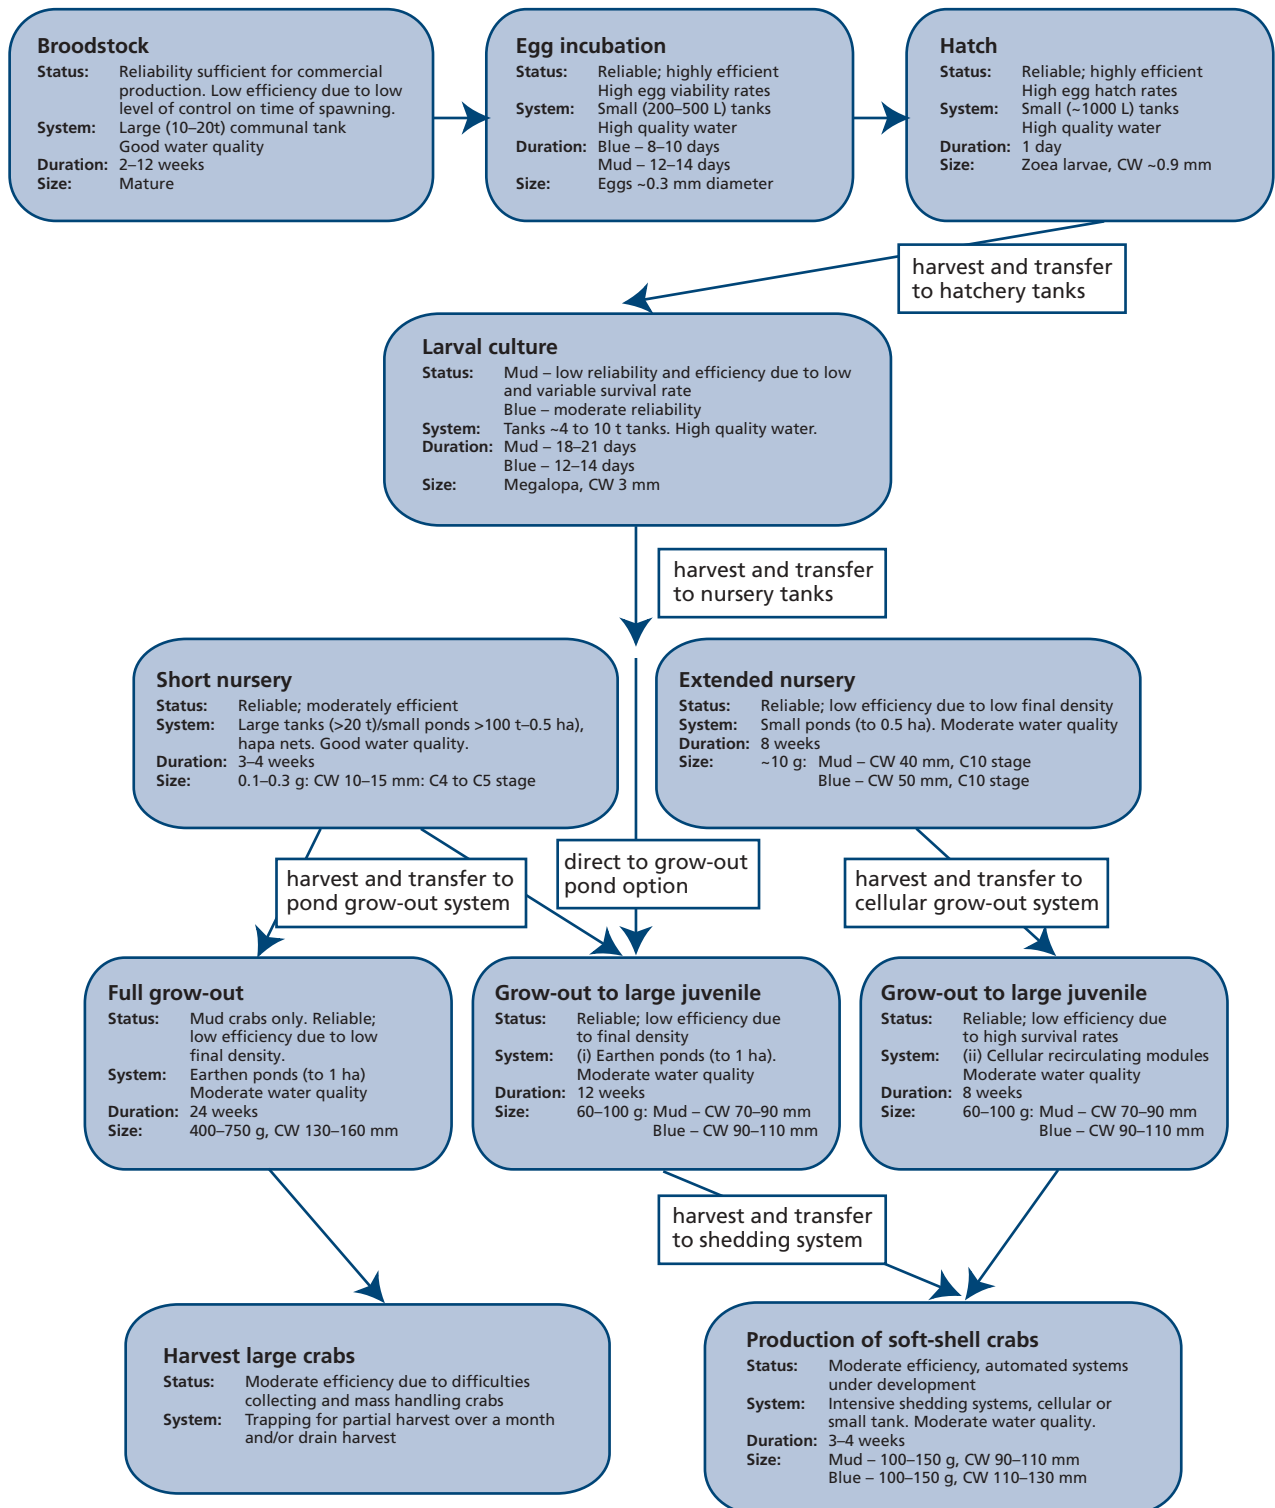 Broodstock
Status: Reliability sufficient for commercial
production. Low efficiency due to low
level of control on time of spawning.
System: Large (10–20t) communal tank
Good water quality
Duration: 2–12 weeks
Size: Mature
Egg incubation
Status: Reliable; highly efficient
High egg viability rates
System: Small (200–500 L) tanks
High quality water
Duration: Blue – 8–10 days
Mud – 12–14 days
Size: Eggs ~0.3 mm diameter
Hatch
Status: Reliable; highly efficient
High egg hatch rates
System: Small (~1000 L) tanks
High quality water
Duration: 1 day
Size: Zoea larvae, CW ~0.9 mm
harvest and transfer
to hatchery tanks
Larval culture
Status: Mud – low reliability and efficiency due to low
and variable survival rate
Blue – moderate reliability
System: Tanks ~4 to 10 t tanks. High quality water.
Duration: Mud – 18–21 days
Blue – 12–14 days
Size: Megalopa, CW 3 mm
harvest and transfer
to nursery tanks
Short nursery
Status: Reliable; moderately efficient
System: Large tanks (>20 t)/small ponds >100 t–0.5 ha),
hapa nets. Good water quality.
Duration: 3–4 weeks
Size: 0.1–0.3 g: CW 10–15 mm: C4 to C5 stage
Extended nursery
Status: Reliable; low efficiency due to low final density
System: Small ponds (to 0.5 ha). Moderate water quality
Duration: 8 weeks
Size: ~10 g: Mud – CW 40 mm, C10 stage
Blue – CW 50 mm, C10 stage
harvest and transfer to
pond grow-out system
direct to grow-out
pond option
harvest and transfer to
cellular grow-out system
Full grow-out
Status: Mud crabs only. Reliable;
low efficiency due to low
final density.
System: Earthen ponds (to 1 ha)
Moderate water quality
Duration: 24 weeks
Size: 400–750 g, CW 130–160 mm
Grow-out to large juvenile
Status: Reliable; low efficiency due
to final density
System: (i) Earthen ponds (to 1 ha).
Moderate water quality
Duration: 12 weeks
Size: 60–100 g: Mud – CW 70–90 mm
Blue – CW 90–110 mm
Grow-out to large juvenile
Status: Reliable; low efficiency due
to high survival rates
System: (ii) Cellular recirculating modules
Moderate water quality
Duration: 8 weeks
Size: 60–100 g: Mud – CW 70–90 mm
Blue – CW 90–110 mm
harvest and transfer
to shedding system
Harvest large crabs
Status: Moderate efficiency due to difficulties
collecting and mass handling crabs
System: Trapping for partial harvest over a month
and/or drain harvest
Production of soft-shell crabs
Status: Moderate efficiency, automated systems
under development
System: Intensive shedding systems, cellular or
small tank. Moderate water quality.
Duration: 3–4 weeks
Size: Mud – 100–150 g, CW 90–110 mm
Blue – 100–150 g, CW 110–130 mm